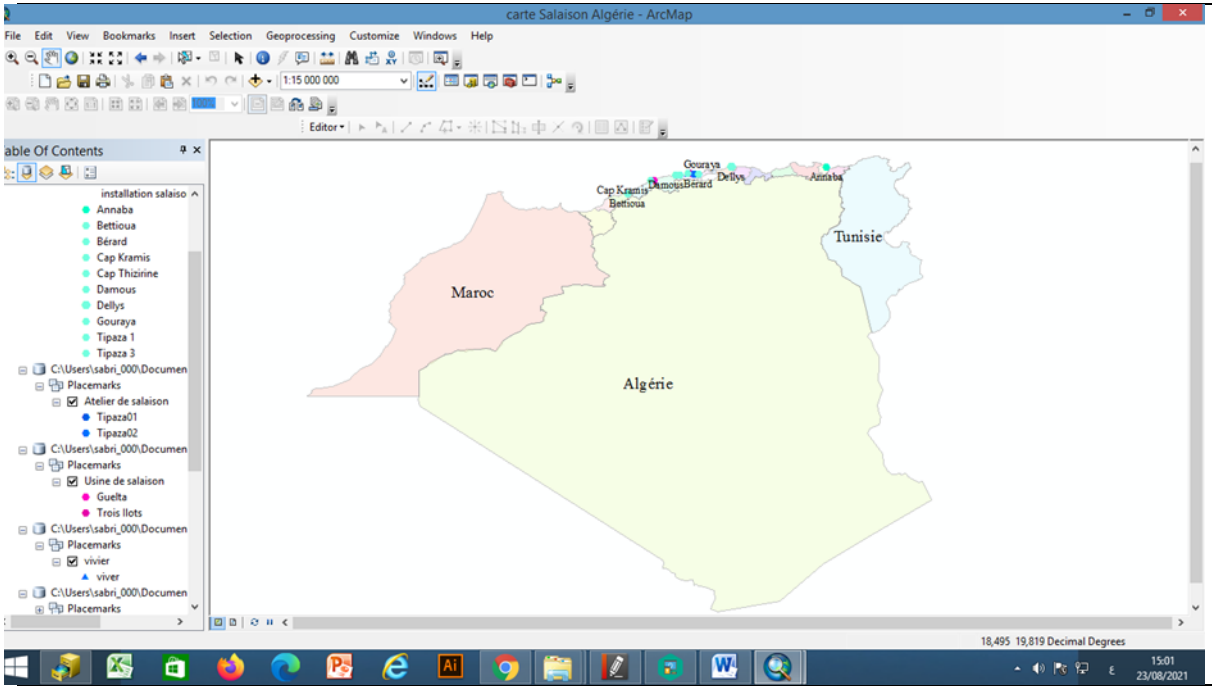 carte Salaison Algérie - ArcMap
File Edit View Bookmarks Insert Selection Geoprocessing Customize Windows Help
1:15 000 000
100%
Editor
able Of Contents
installation salaiso
Annaba
Bettioua
Bérard
Cap Kramis
Cap Thizirine
Damous
Dellys
Gouraya
Tipaza 1
Tipaza 3
C:\Users\sabri_000\Documen
Placemarks
Atelier de salaison
Tipaza01
Tipaza02
C:\Users\sabri_000\Documen
Placemarks
Usine de salaison
Guelta
Trois Ilots
C:\Users\sabri_000\Documen
Placemarks
vivier
viver
C:\Users\sabri_000\Documen
Placemarks
Gouraya
Cap Kramis Damous Bérard Dellys Annaba
Bettioua
Tunisie
Maroc
Algérie
18,495 19,819 Decimal Degrees
Ai
ع
15:01
23/08/2021